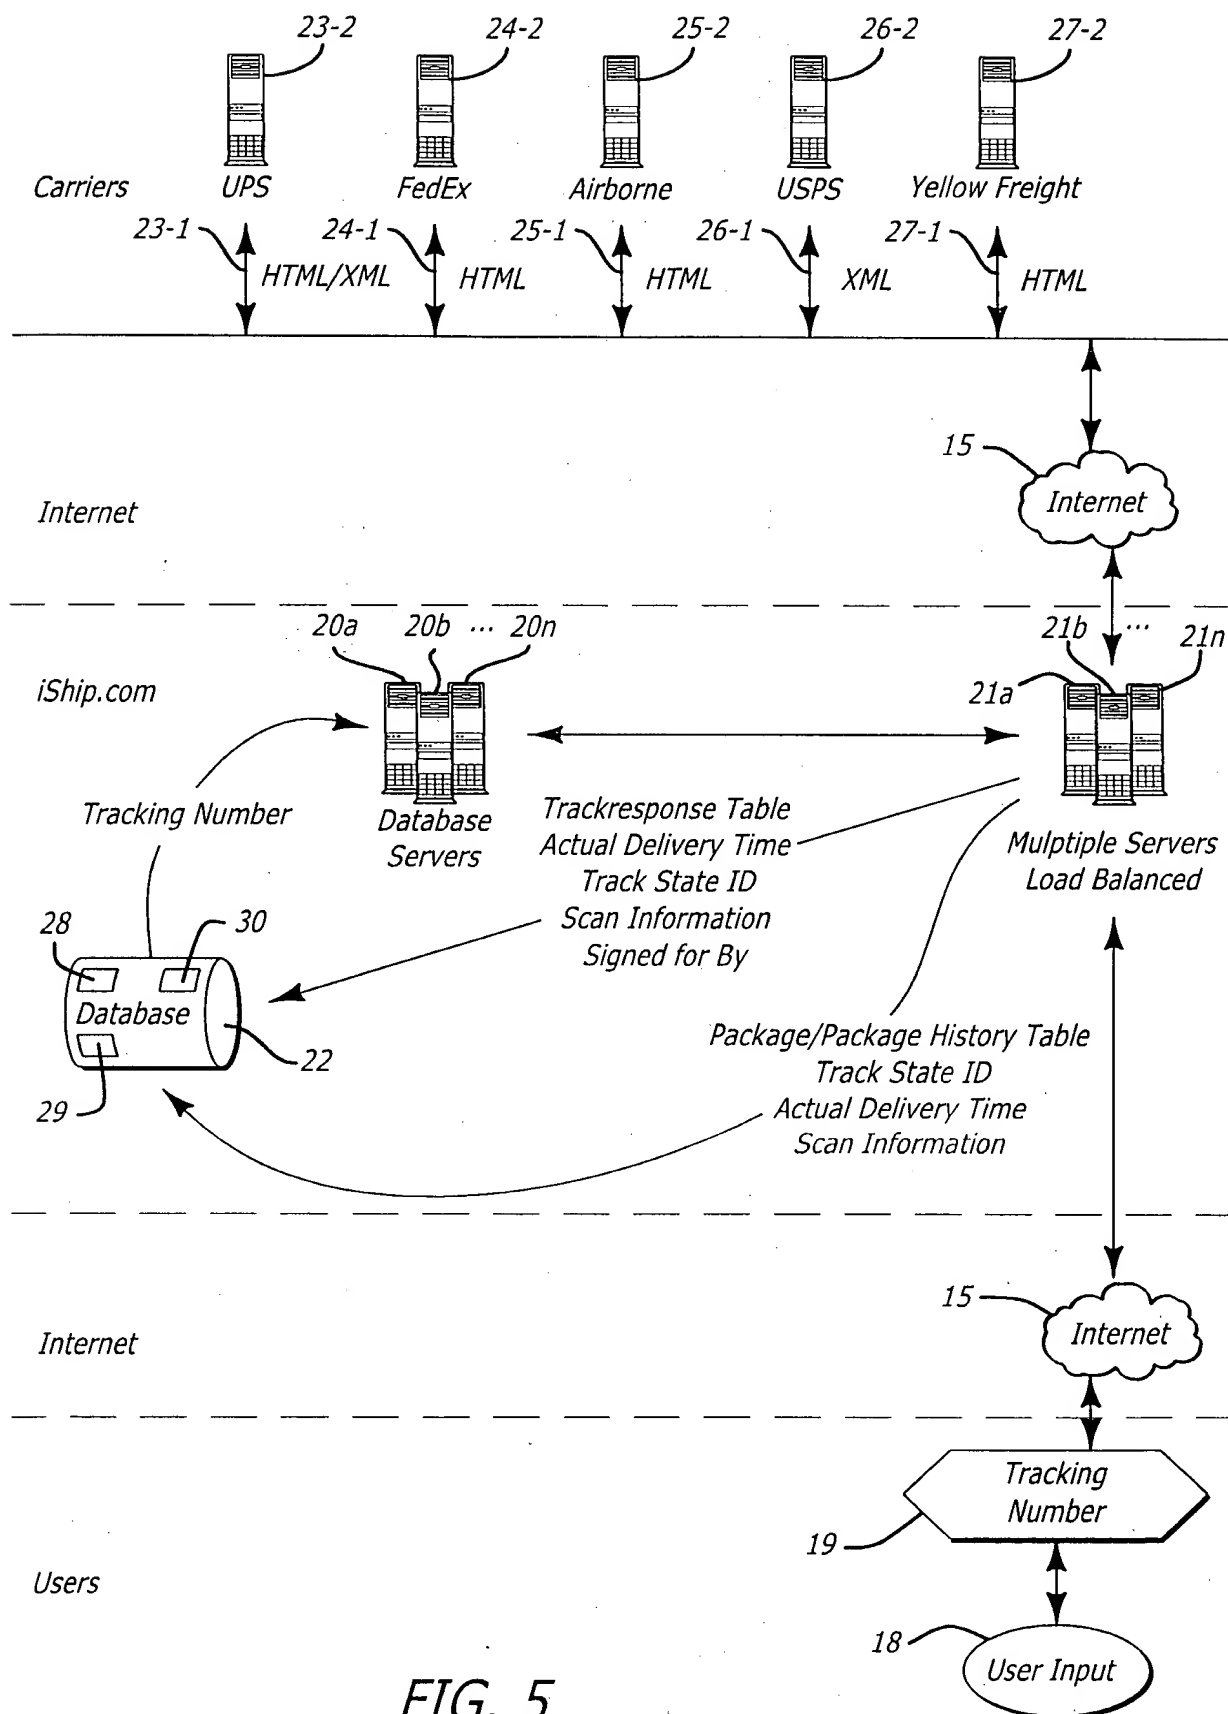 23-2 24-2 25-2 26-2 27-2
Carriers UPS FedEx Airborne USPS Yellow Freight
23-1 24-1 25-1 26-1 27-1
HTML/XML HTML HTML XML HTML
15
Internet
Internet
20a 20b ... 20n
21b ...
21n
iShip.com
21a
Tracking Number
Database
Servers
Trackresponse Table
Actual Delivery Time
Track State ID
Scan Information
Signed for By
Mulptiple Servers
Load Balanced
28
30
Database
22
29
Package/Package History Table
Track State ID
Actual Delivery Time
Scan Information
15
Internet
Internet
Tracking
Number
19
Users
18
User Input
FIG. 5